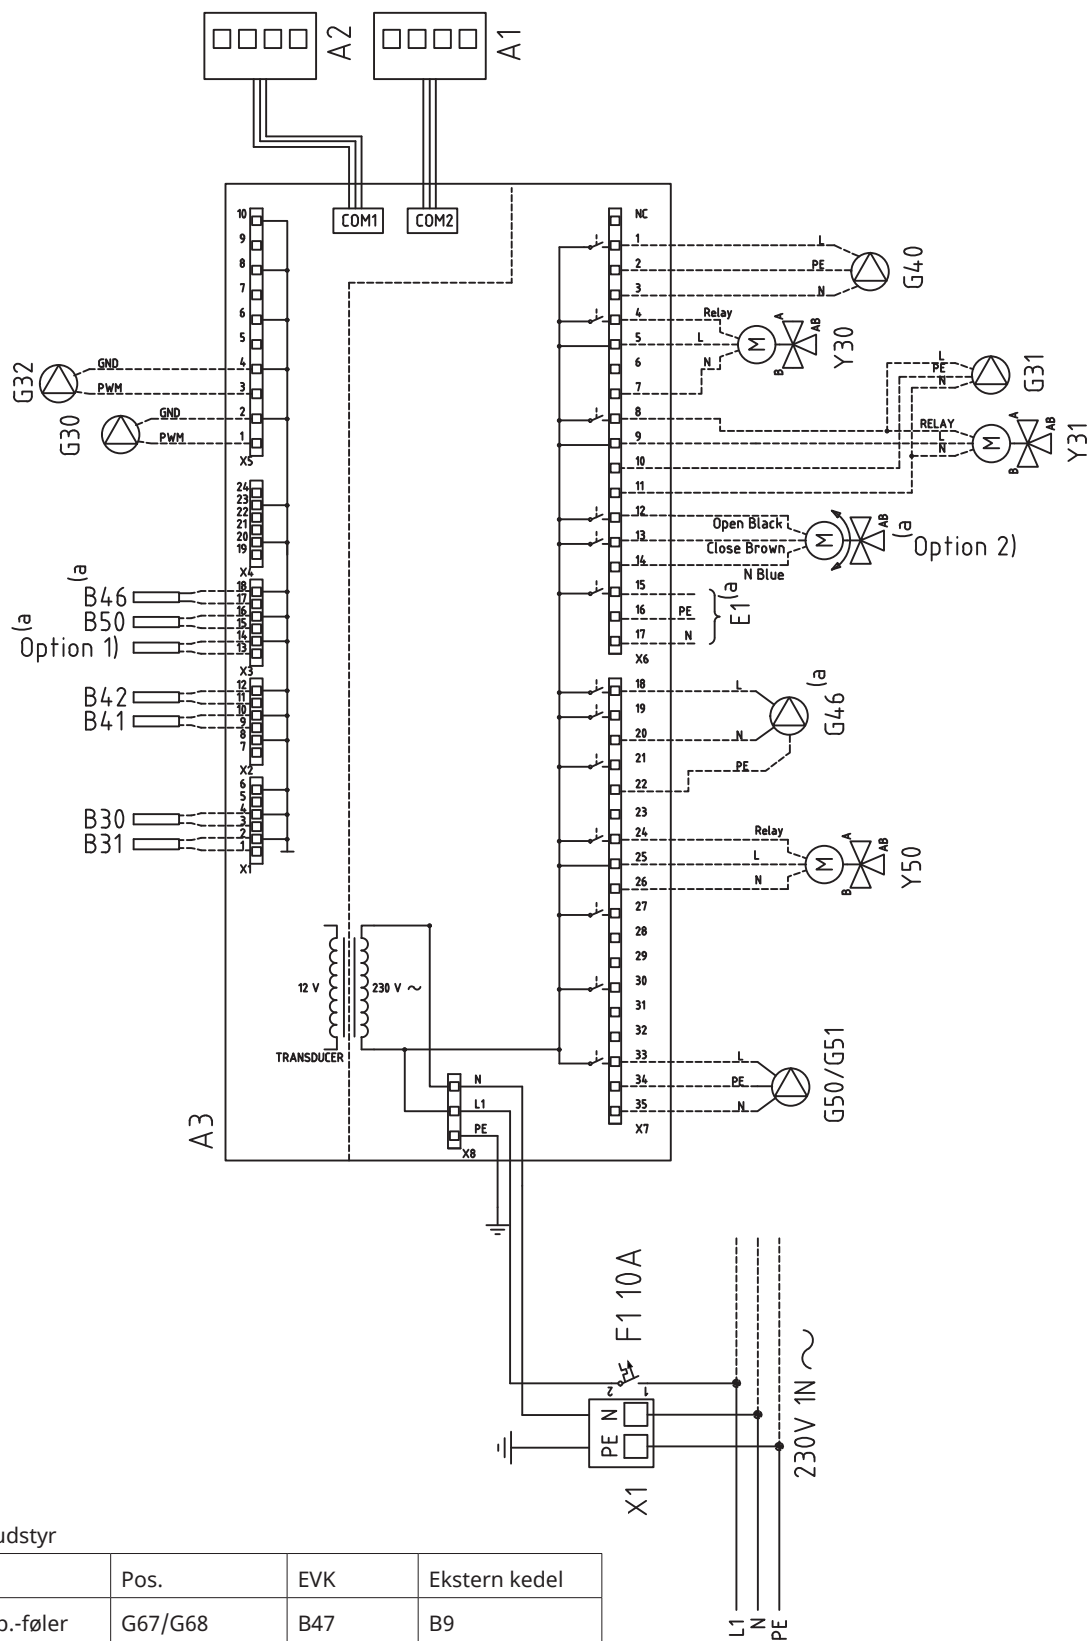 A2
A1
COM1
COM2
10
9
8
7
6
5
4
3
2
1
X5
GND
PWM
G32
GND
PWM
G30
24
23
22
21
20
19
X4
18
17
16
15
14
13
X3
B46
(a
B50
(a
Option 1)
12
11
10
9
8
7
X2
B42
B41
6
5
4
3
2
1
X1
B30
B31
12 V
230 V ~
TRANSDUCER
A3
N
L1
PE
X8
NC
1
2
3
4
5
6
7
8
9
10
11
12
13
14
15
16
17
X6
L
PE
N
G40
Relay
L
N
M
A
AB
B
Y30
L
PE
N
G31
RELAY
L
N
M
A
AB
B
Y31
Open Black
Close Brown
N Blue
M
AB
(a
Option 2)
PE
N
E1 (a
18
19
20
21
22
23
24
25
26
27
28
29
30
31
32
33
34
35
X7
L
N
PE
G46 (a
Relay
L
N
M
A
AB
B
Y50
L
PE
N
G50/G51
F1 10A
2
1
N
PE
X1
230V 1N ~
L1
N
PE
udstyr
Pos. EVK Ekstern kedel
.-føler G67/G68 B47 B9